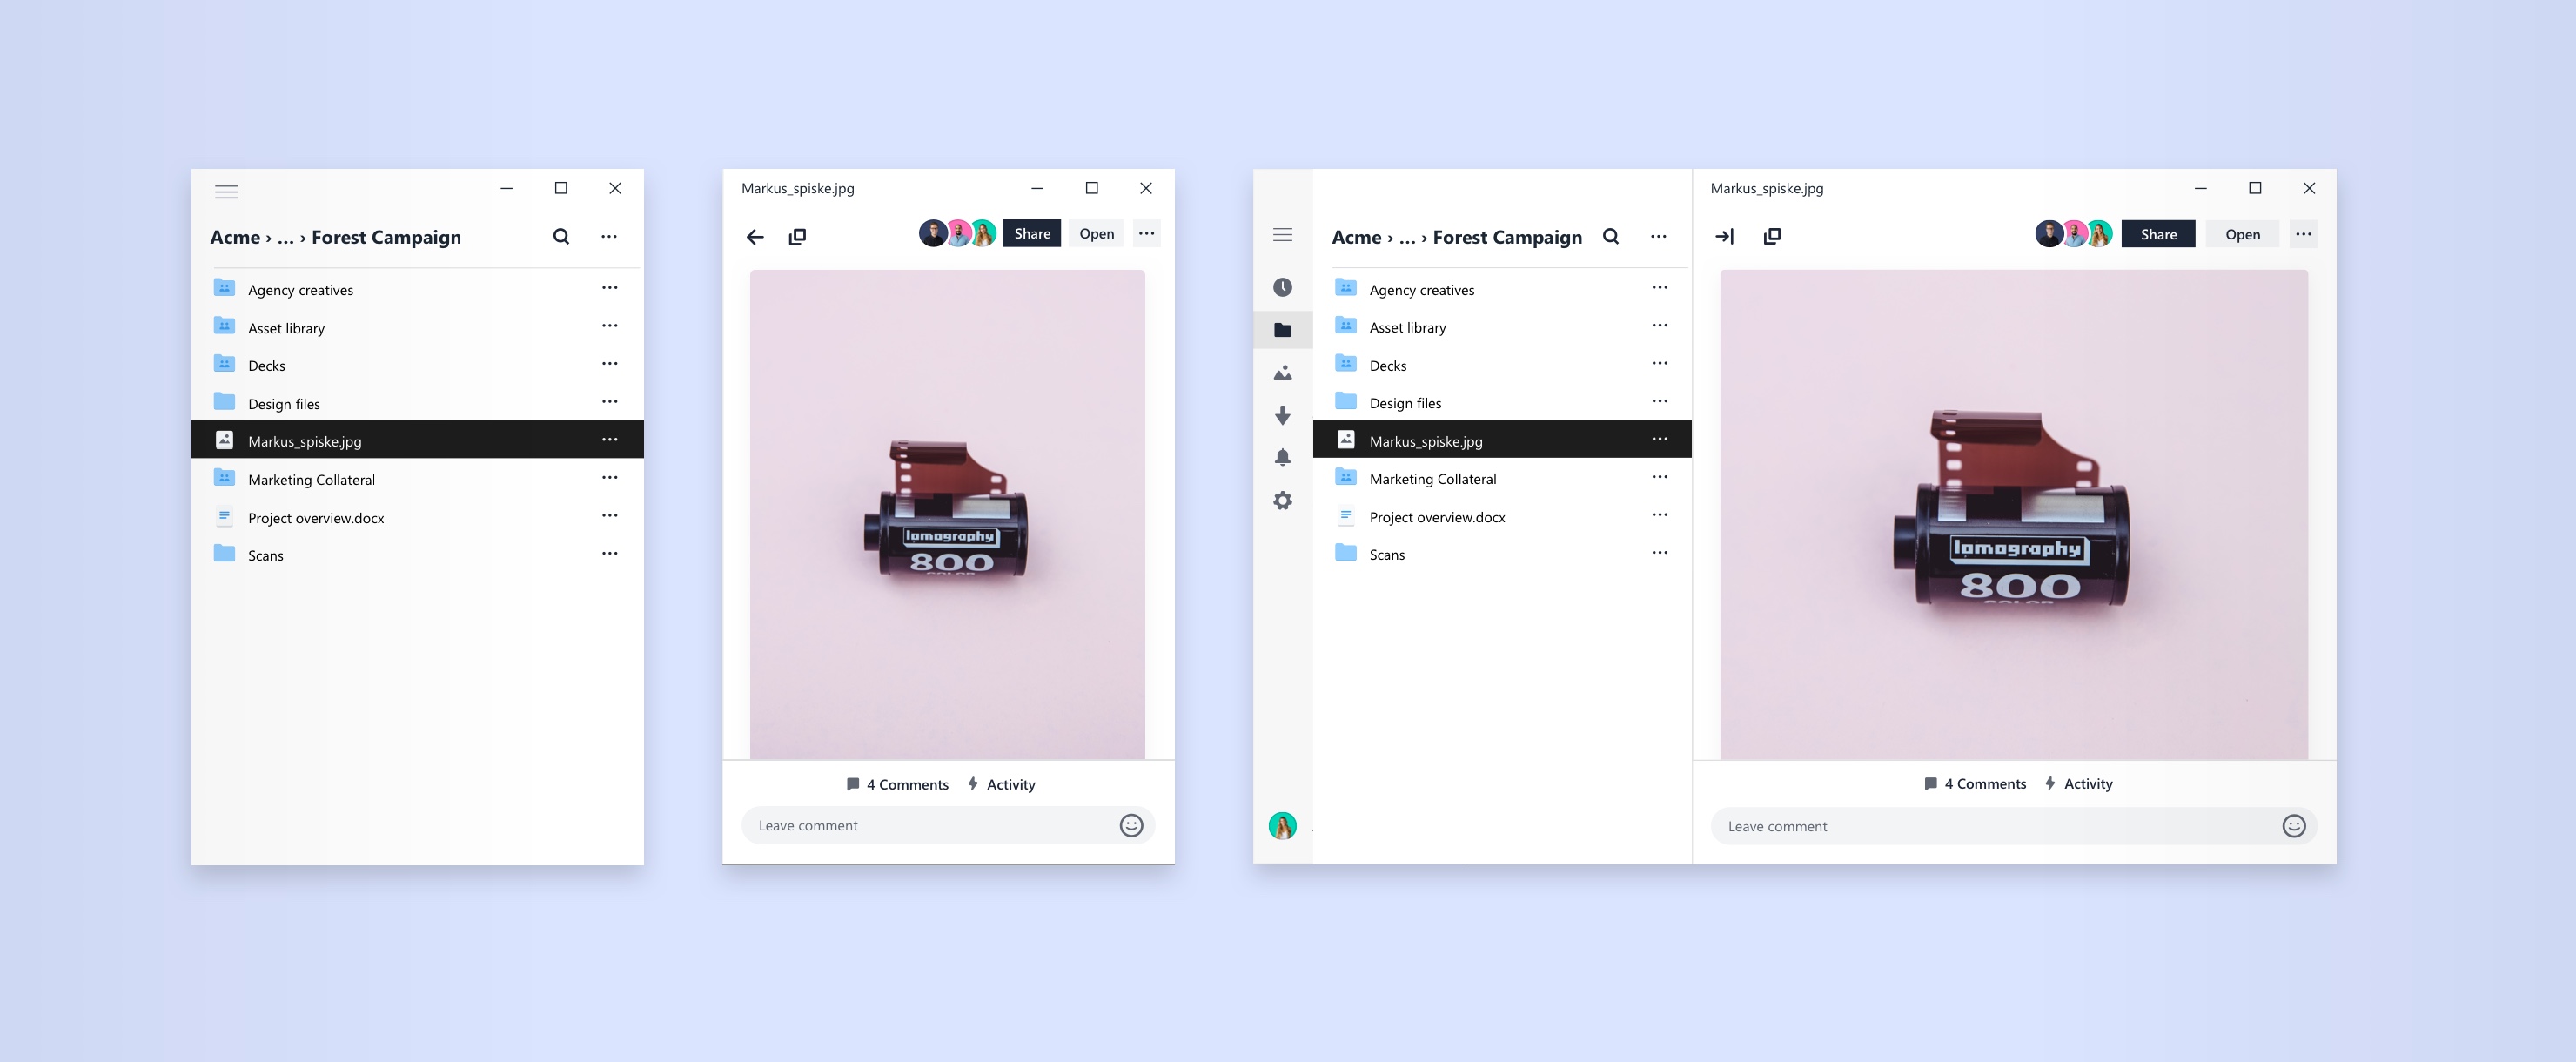 Acme › ... › Forest Campaign
Agency creatives
Asset library
Decks
Design files
Markus_spiske.jpg
Marketing Collateral
Project overview.docx
Scans
Markus_spiske.jpg
Share
Open
lomography
800
COLOR
4 Comments
Activity
Leave comment
Acme › ... › Forest Campaign
Agency creatives
Asset library
Decks
Design files
Markus_spiske.jpg
Marketing Collateral
Project overview.docx
Scans
Markus_spiske.jpg
Share
Open
lomography
800
COLOR
4 Comments
Activity
Leave comment